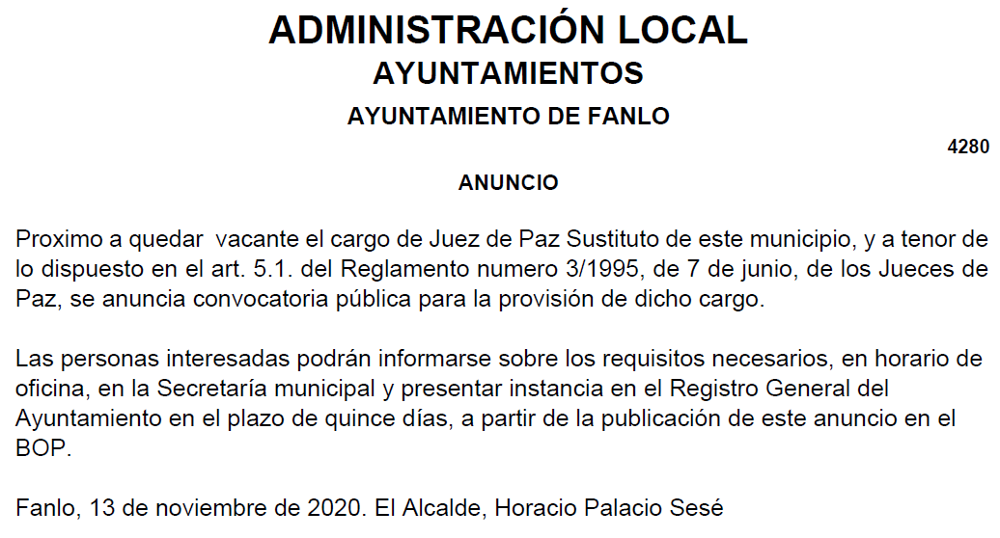 ADMINISTRACIÓN LOCAL
AYUNTAMIENTOS
AYUNTAMIENTO DE FANLO
4280
ANUNCIO
Proximo a quedar  vacante el cargo de Juez de Paz Sustituto de este municipio, y a tenor de
lo dispuesto en el art. 5.1. del Reglamento numero 3/1995, de 7 de junio, de los Jueces de
Paz, se anuncia convocatoria pública para la provisión de dicho cargo.
Las personas interesadas podrán informarse sobre los requisitos necesarios, en horario de
oficina, en la Secretaría municipal y presentar instancia en el Registro General del
Ayuntamiento en el plazo de quince días, a partir de la publicación de este anuncio en el
BOP.
Fanlo, 13 de noviembre de 2020. El Alcalde, Horacio Palacio Sesé